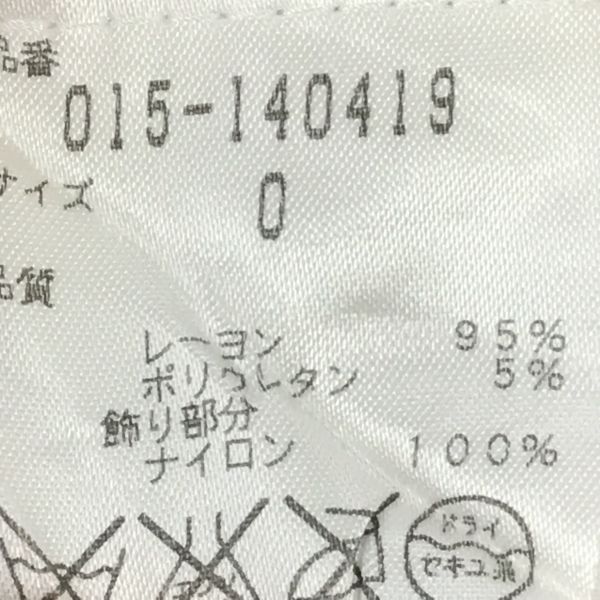 品番
015-140419
サイズ 0
品質
レーヨン 95%
ポリウレタン 5%
飾り部分
ナイロン 100%
ドライ
セキユ系